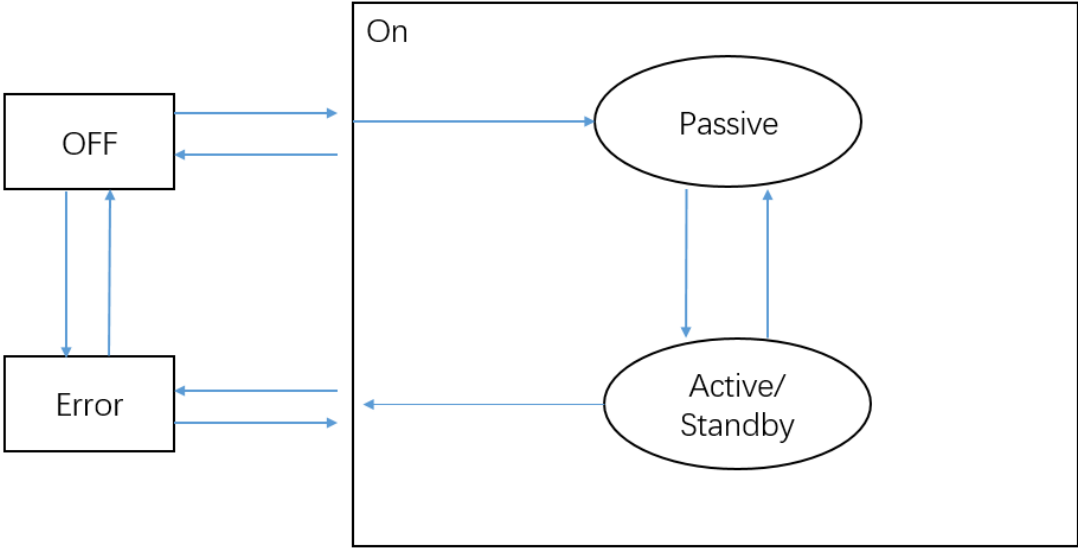 On
OFF
Passive
Error
Active/
Standby